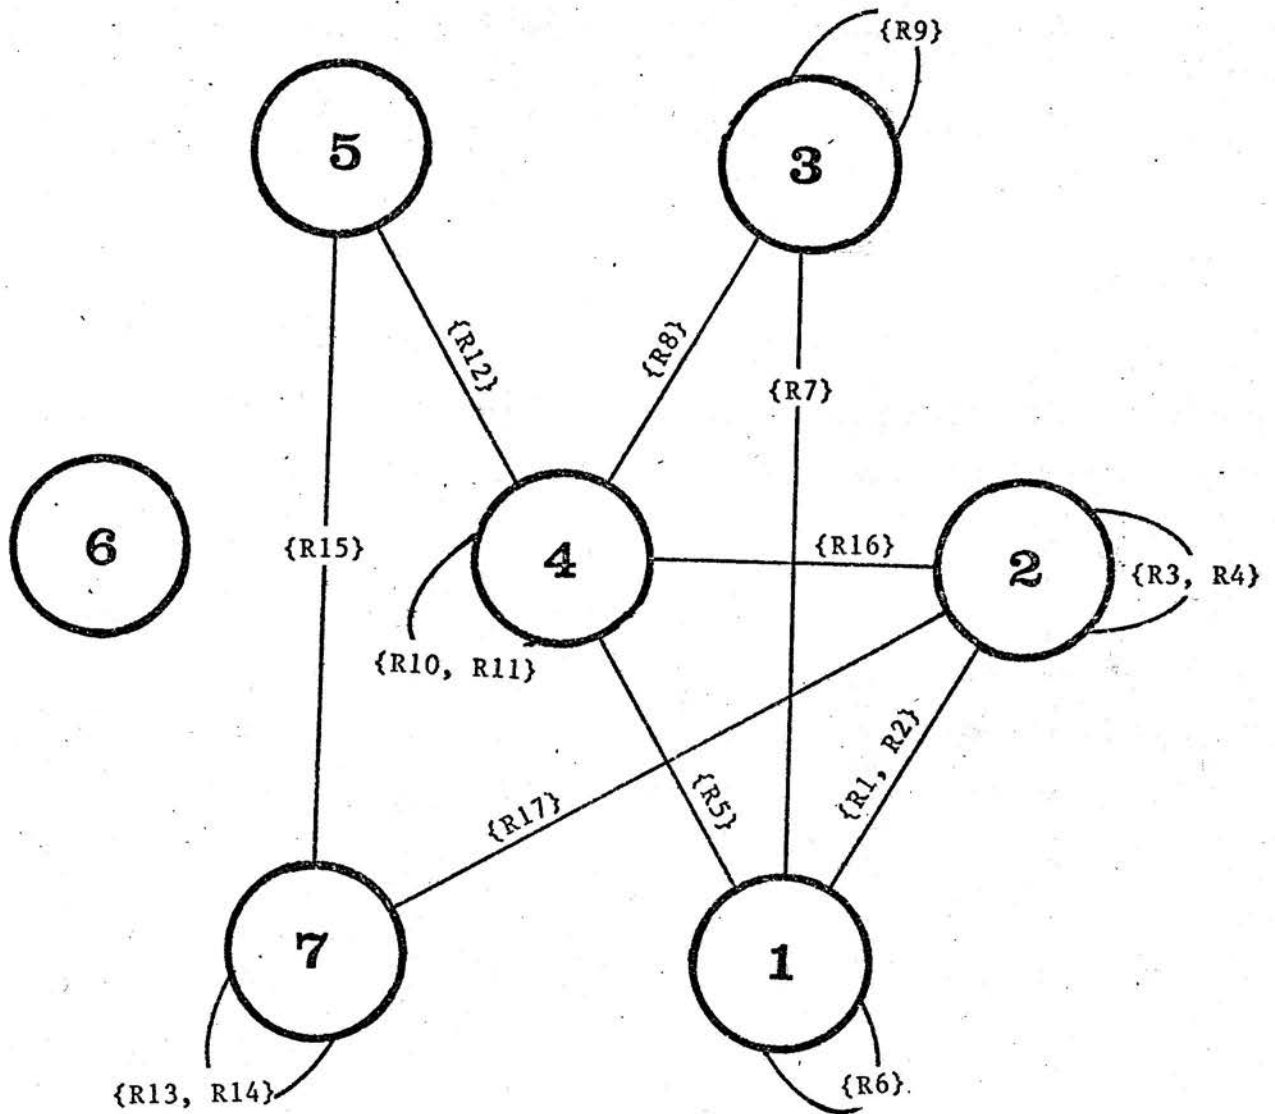 {R9}
5
3
{R12}
{R8}
{R7}
6
{R15}
4
{R16}
2
{R3, R4}
{R10, R11}
{R1, R2}
{R5}
{R17}
7
1
{R13, R14}
{R6}